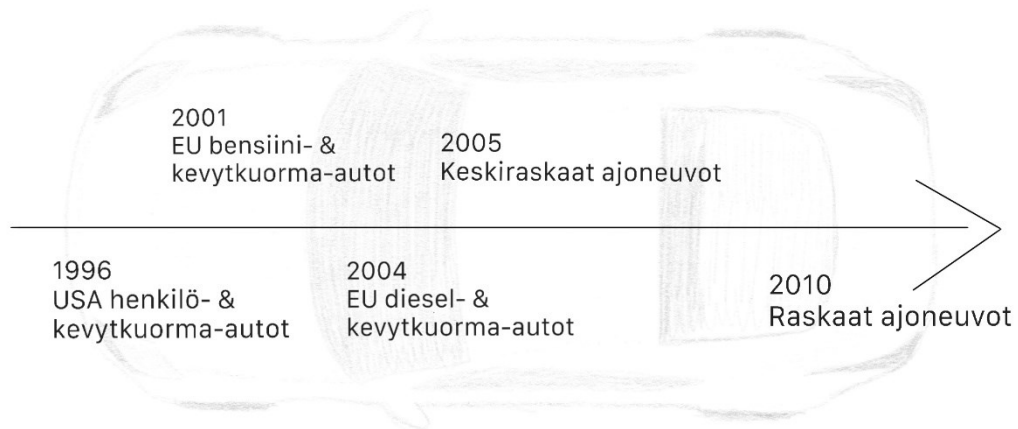 2001
EU bensiini- &
kevytkuorma-autot
2005
Keskiraskaat ajoneuvot
1996
USA henkilö- &
kevytkuorma-autot
2004
EU diesel- &
kevytkuorma-autot
2010
Raskaat ajoneuvot